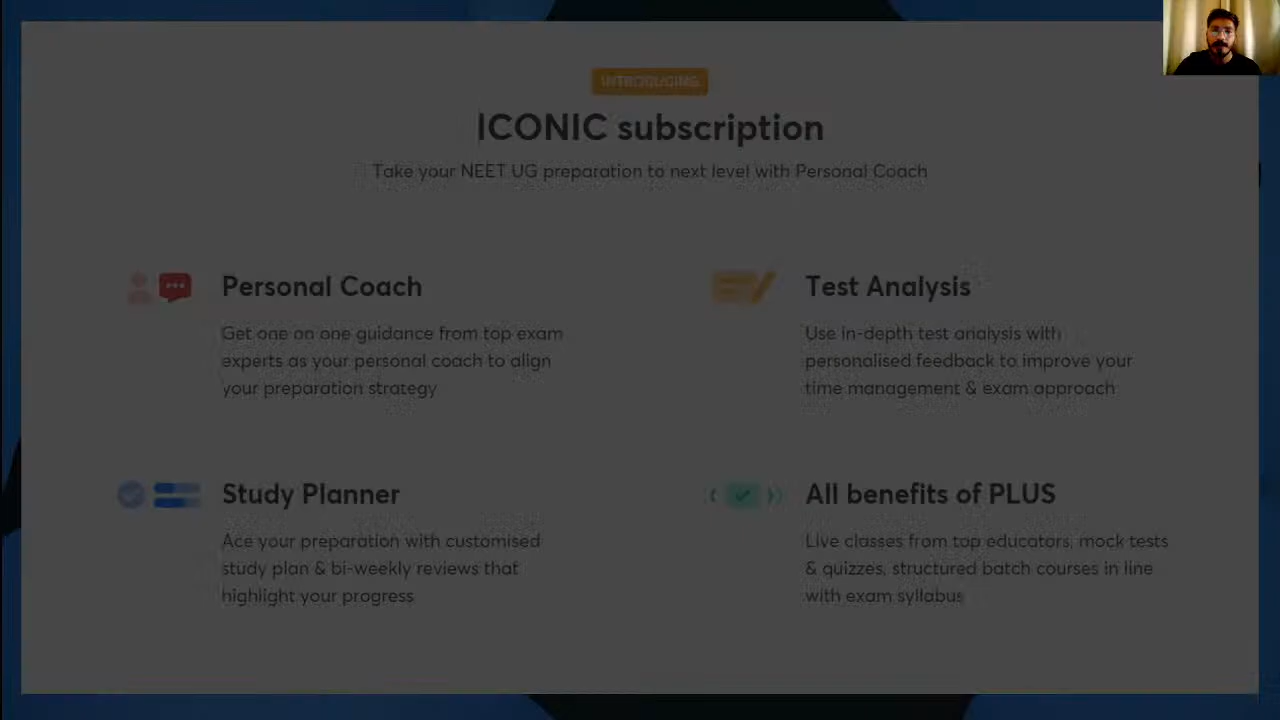 INTRODUCING
ICONIC subscription
Take your NEET UG preparation to next level with Personal Coach
Personal Coach
Get one on one guidance from top exam
experts as your personal coach to align
your preparation strategy
Test Analysis
Use in-depth test analysis with
personalised feedback to improve your
time management & exam approach
Study Planner
Ace your preparation with customised
study plan & bi-weekly reviews that
highlight your progress
All benefits of PLUS
Live classes from top educators, mock tests
& quizzes, structured batch courses in line
with exam syllabus